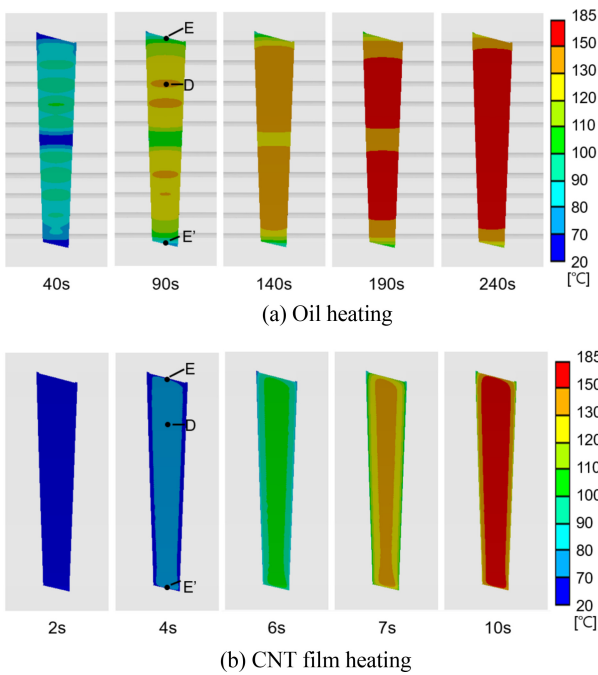 E
D
E'
40s 90s 140s 190s 240s
185
150
130
120
110
100
90
80
70
20
[℃]
(a) Oil heating
E
D
E'
2s 4s 6s 7s 10s
185
150
130
120
110
100
90
80
70
20
[℃]
(b) CNT film heating